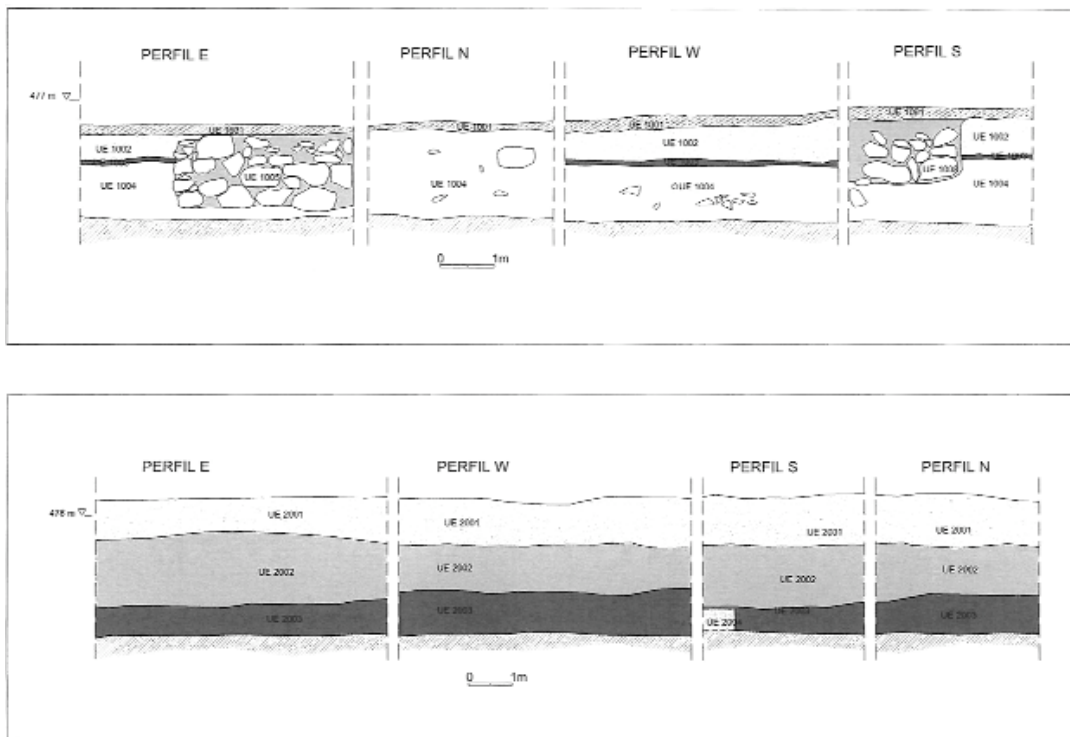 PERFIL E
PERFIL N
PERFIL W
PERFIL S
477 m
UE 1001
UE 1001
UE 1001
UE 1001
UE 1002
UE 1002
UE 1002
UE 1004
UE 1005
UE 1004
UE 1004
UE 1004
0 1m
PERFIL E
PERFIL W
PERFIL S
PERFIL N
476 m
UE 2001
UE 2001
UE 2001
UE 2001
UE 2002
UE 2002
UE 2002
UE 2002
UE 2003
UE 2003
UE 2003
UE 2003
UE 2004
0 1m